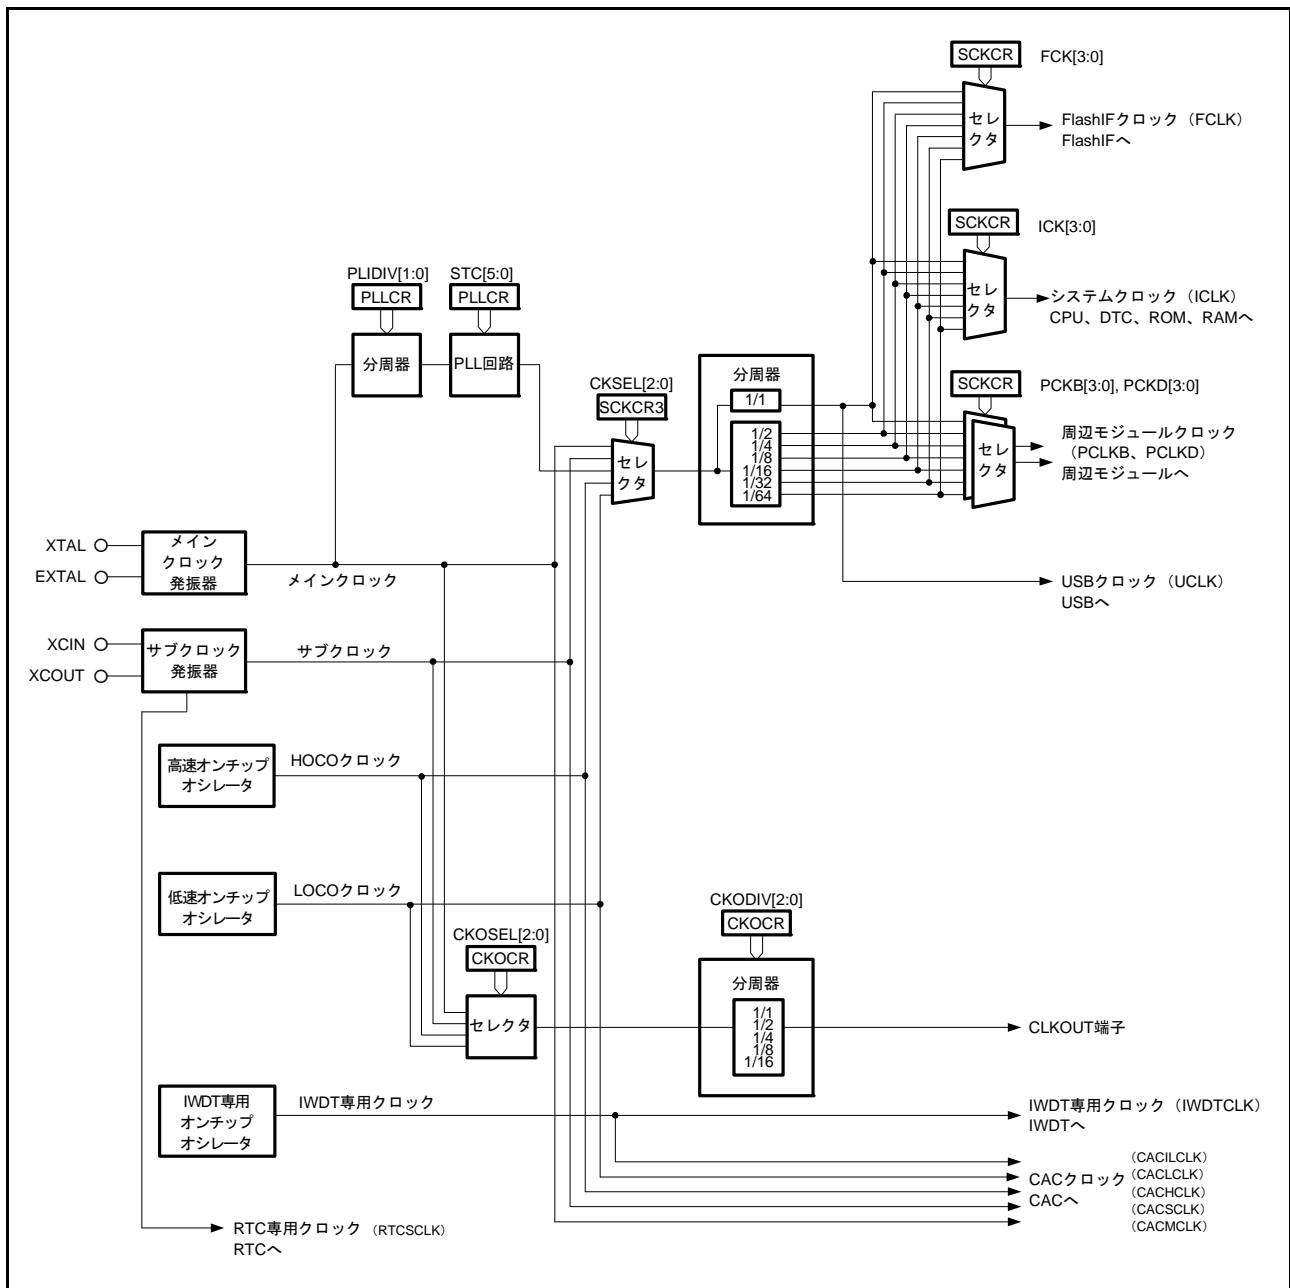 SCKCR FCK[3:0]
セレ
クタ
FlashIFクロック（FCLK）
FlashIFへ
SCKCR ICK[3:0]
セレ
クタ
システムクロック（ICLK）
CPU、DTC、ROM、RAMへ
PLIDIV[1:0] STC[5:0]
PLLCR PLLCR
分周器 PLL回路
CKSEL[2:0]
SCKCR3
セレ
クタ
分周器
1/1
1/2
1/4
1/8
1/16
1/32
1/64
SCKCR PCKB[3:0], PCKD[3:0]
セレ
クタ
周辺モジュールクロック
（PCLKB、PCLKD）
周辺モジュールへ
USBクロック（UCLK）
USBへ
XTAL
EXTAL
メイン
クロック
発振器
メインクロック
XCIN
XCOUT
サブクロック
発振器
サブクロック
高速オンチップ
オシレータ
HOCOクロック
低速オンチップ
オシレータ
LOCOクロック
CKOSEL[2:0]
CKOCR
セレクタ
CKODIV[2:0]
CKOCR
分周器
1/1
1/2
1/4
1/8
1/16
CLKOUT端子
IWDT専用
オンチップ
オシレータ
IWDT専用クロック
IWDT専用クロック（IWDTCLK）
IWDTへ
CACクロック
CACへ
（CACILCLK）
（CACLCLK）
（CACHCLK）
（CACSCLK）
（CACMCLK）
RTC専用クロック（RTCSCLK）
RTCへ